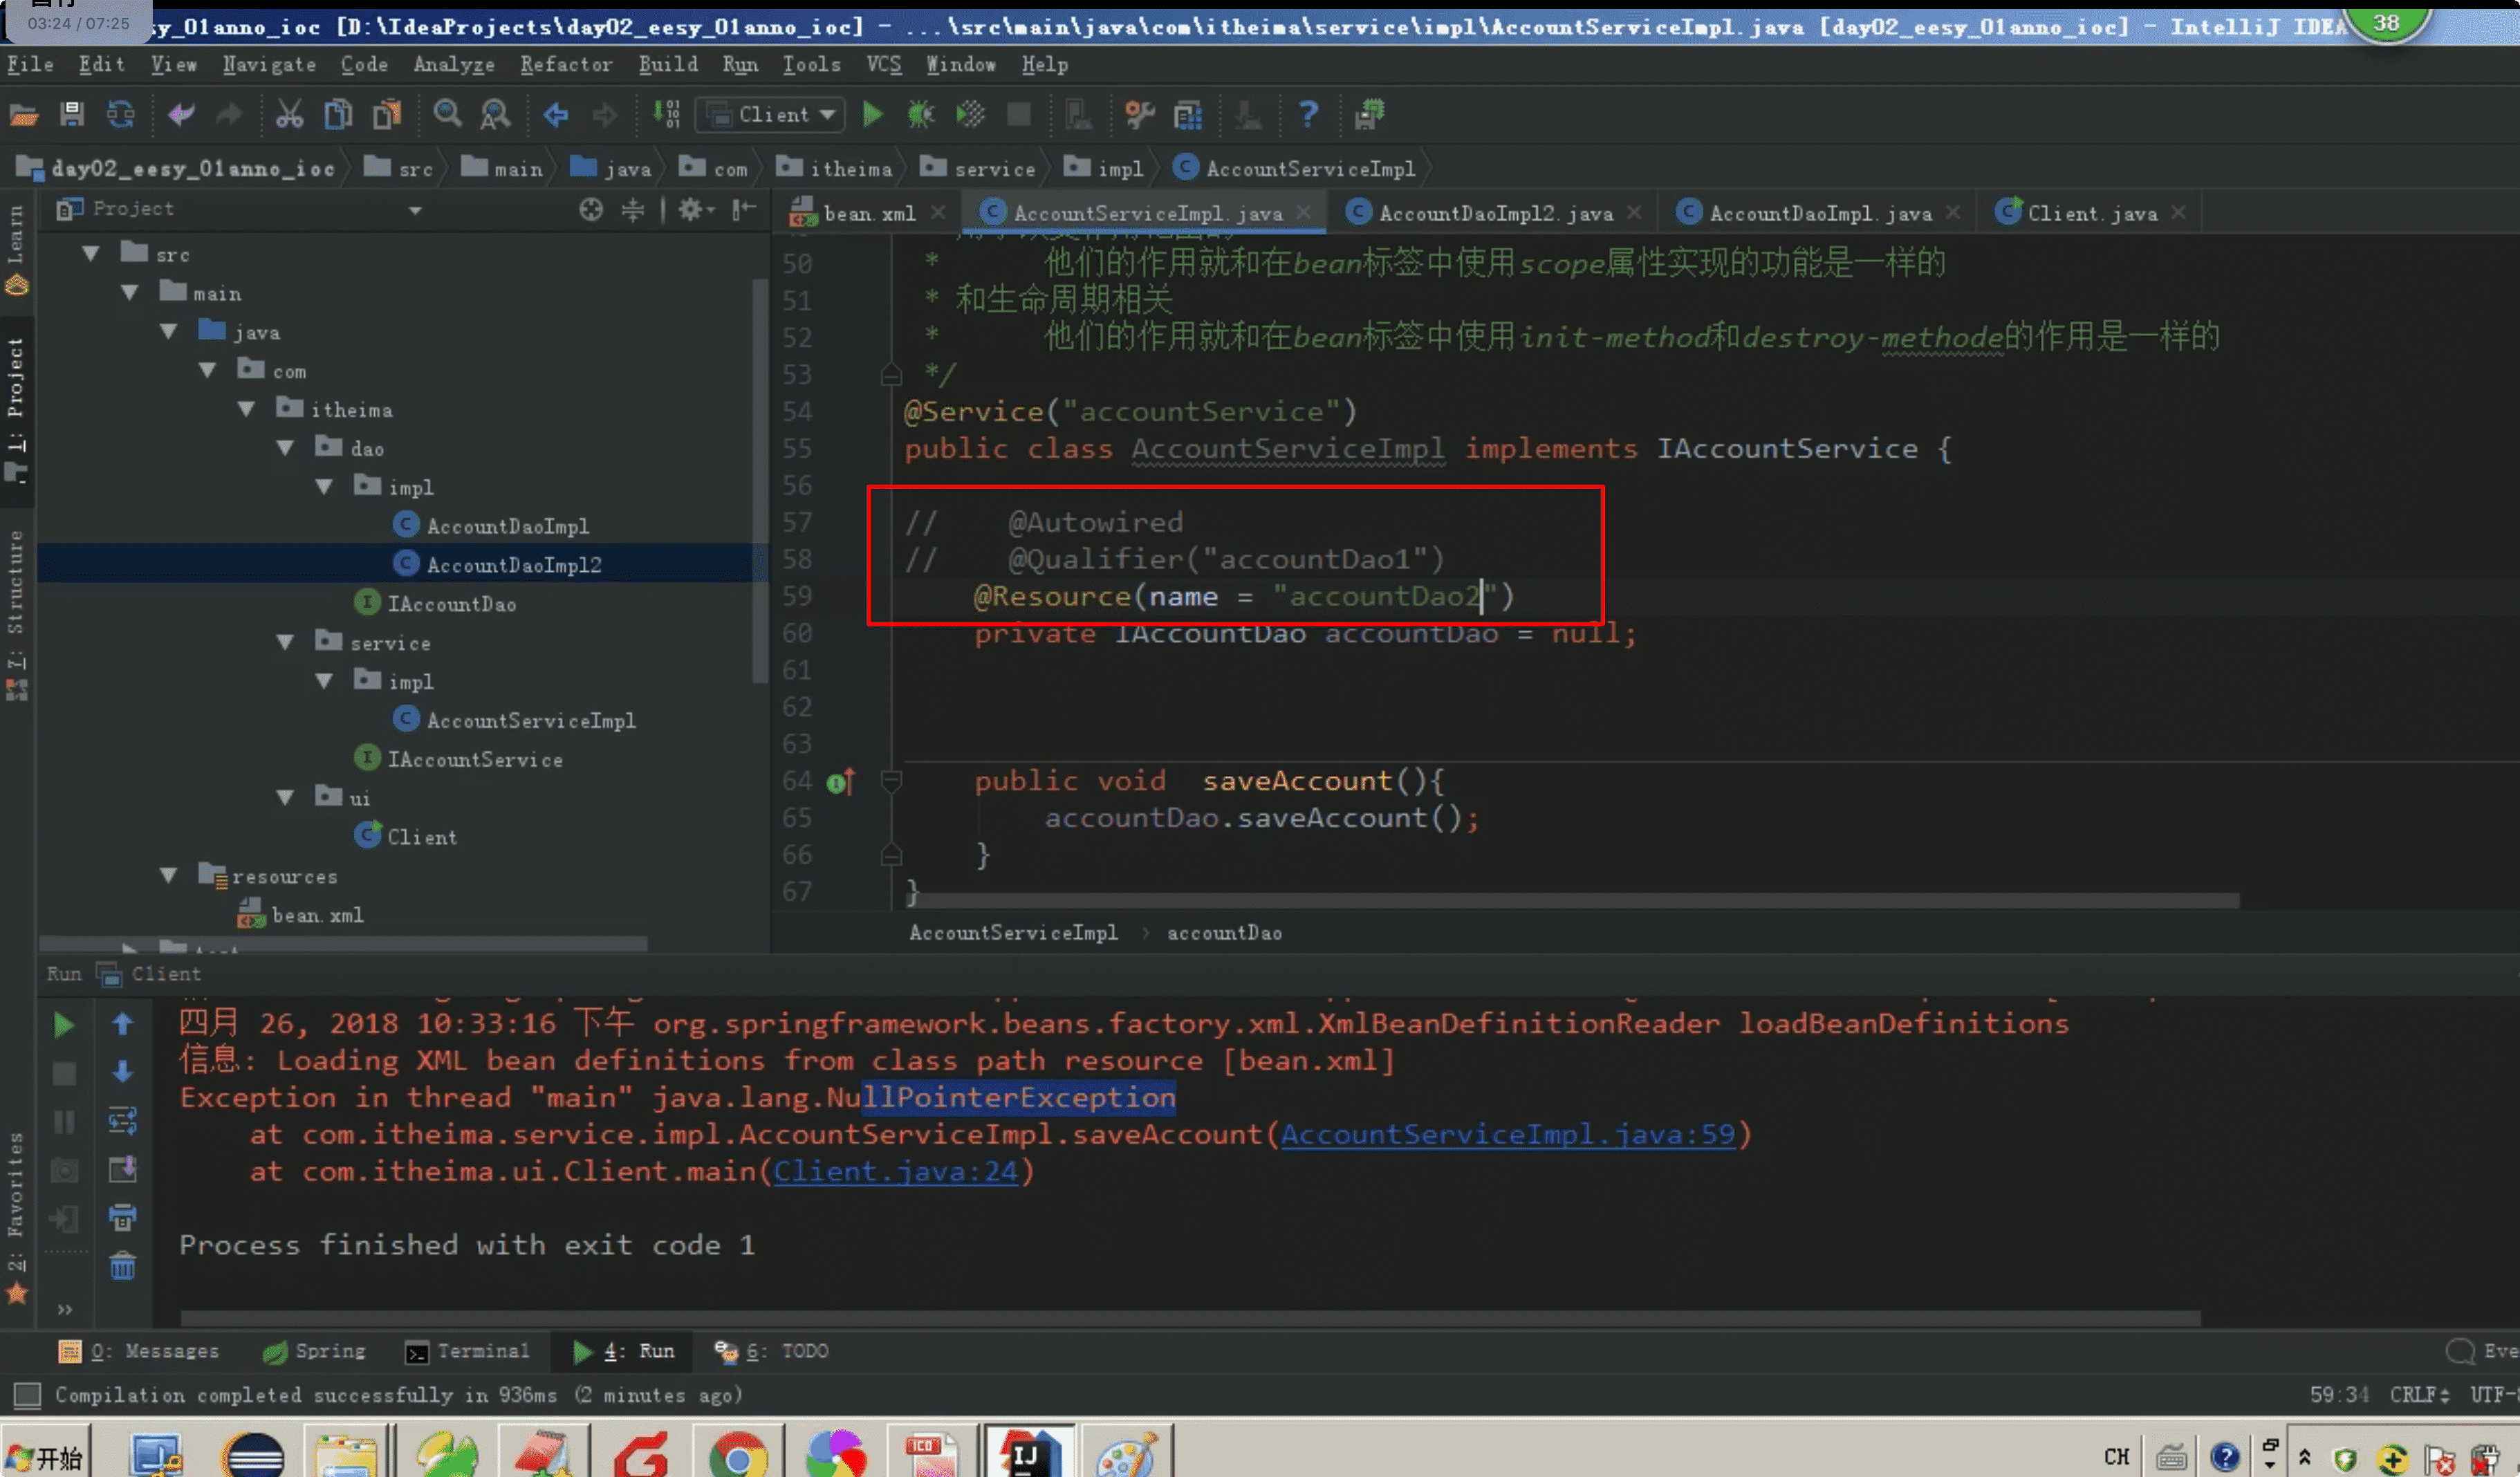 03:24 / 07:25
sy_01anno_ioc [D:\IdeaProjects\day02_eesy_01anno_ioc] - ...\src\main\java\com\itheima\service\impl\AccountServiceImpl.java [day02_eesy_01anno_ioc] - IntelliJ IDEA
38
File Edit View Navigate Code Analyze Refactor Build Run Tools VCS Window Help
Client
day02_eesy_01anno_ioc src main java com itheima service impl AccountServiceImpl
Project
bean.xml AccountServiceImpl.java AccountDaoImpl2.java AccountDaoImpl.java Client.java
Learn
1: Project
7: Structure
2: Favorites
src
main
java
com
itheima
dao
impl
AccountDaoImpl
AccountDaoImpl2
IAccountDao
service
impl
AccountServiceImpl
IAccountService
ui
Client
resources
bean.xml
50 * 他们的作用就和在bean标签中使用scope属性实现的功能是一样的
51 * 和生命周期相关
52 * 他们的作用就和在bean标签中使用init-method和destroy-methode的作用是一样的
53 */
54 @Service("accountService")
55 public class AccountServiceImpl implements IAccountService {
56
57 // @Autowired
58 // @Qualifier("accountDao1")
59 @Resource(name = "accountDao2")
60 private IAccountDao accountDao = null;
61
62
63
64 public void saveAccount(){
65 accountDao.saveAccount();
66 }
67 }
AccountServiceImpl accountDao
Run Client
四月 26, 2018 10:33:16 下午 org.springframework.beans.factory.xml.XmlBeanDefinitionReader loadBeanDefinitions
信息: Loading XML bean definitions from class path resource [bean.xml]
Exception in thread "main" java.lang.NullPointerException
at com.itheima.service.impl.AccountServiceImpl.saveAccount(AccountServiceImpl.java:59)
at com.itheima.ui.Client.main(Client.java:24)
Process finished with exit code 1
0: Messages Spring Terminal 4: Run 6: TODO
Compilation completed successfully in 936ms (2 minutes ago)
59:34 CRLF UTF-8
开始
ICO
IJ
CH